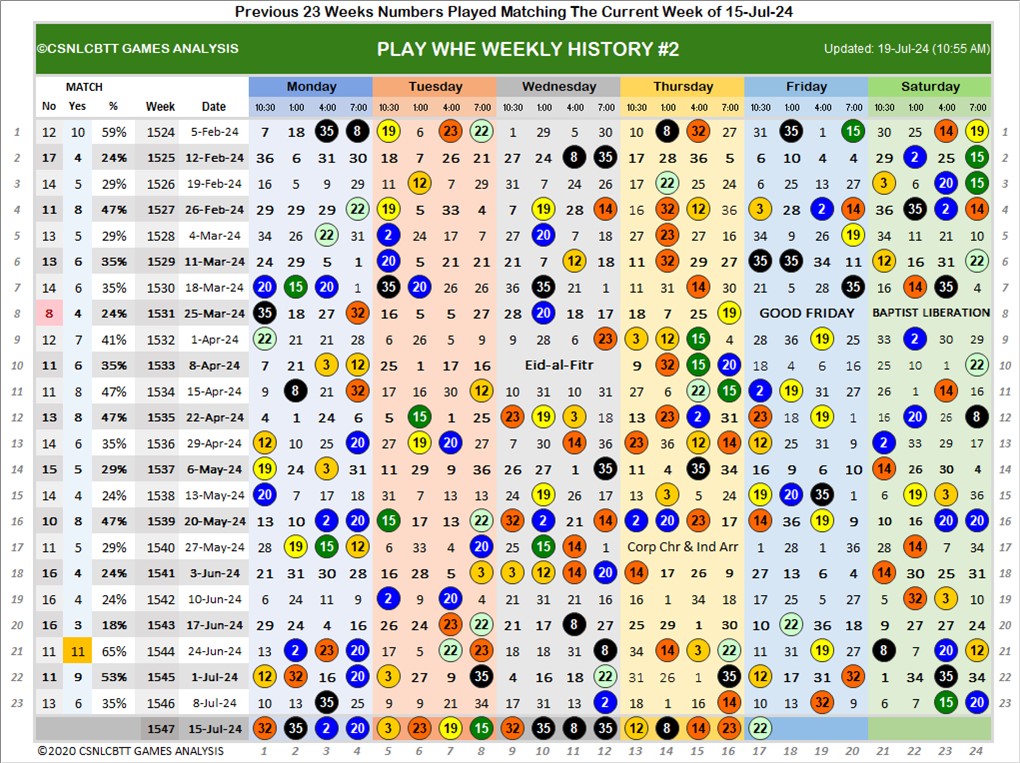 Previous 23 Weeks Numbers Played Matching The Current Week of 15-Jul-24
©CSNLCBTT GAMES ANALYSIS PLAY WHE WEEKLY HISTORY #2 Updated: 19-Jul-24 (10:55 AM)
MATCH Monday Tuesday Wednesday Thursday Friday Saturday
No Yes % Week Date 10:30 1:00 4:00 7:00 10:30 1:00 4:00 7:00 10:30 1:00 4:00 7:00 10:30 1:00 4:00 7:00 10:30 1:00 4:00 7:00 10:30 1:00 4:00 7:00
1 12 10 59% 1524 5-Feb-24 7 18 35 8 19 6 23 22 1 29 5 30 10 8 32 27 31 35 1 15 30 25 14 19 1
2 17 4 24% 1525 12-Feb-24 36 6 31 30 18 7 26 21 27 24 8 35 17 28 36 5 6 10 4 4 29 2 25 15 2
3 14 5 29% 1526 19-Feb-24 16 5 9 29 11 12 7 29 31 7 24 26 17 22 25 24 6 25 13 27 3 6 20 15 3
4 11 8 47% 1527 26-Feb-24 29 29 29 22 19 5 33 4 7 19 28 14 16 32 12 36 3 28 2 14 36 35 2 14 4
5 13 5 29% 1528 4-Mar-24 34 26 22 31 2 24 17 7 27 20 7 18 27 23 27 16 34 9 26 19 34 11 21 10 5
6 13 6 35% 1529 11-Mar-24 24 29 5 1 20 5 21 21 21 7 12 18 11 32 29 27 35 35 34 11 12 16 31 22 6
7 14 6 35% 1530 18-Mar-24 20 15 20 1 35 20 26 26 36 35 21 1 11 31 14 30 21 5 28 35 16 14 35 4 7
8 8 4 24% 1531 25-Mar-24 35 18 27 32 16 5 5 27 28 20 18 17 18 7 25 19 GOOD FRIDAY BAPTIST LIBERATION 8
9 12 7 41% 1532 1-Apr-24 22 21 21 28 6 26 5 9 9 28 6 23 3 12 15 4 28 36 19 25 33 2 30 29 9
10 11 6 35% 1533 8-Apr-24 7 21 3 12 25 1 17 16 Eid-al-Fitr 9 32 15 20 18 4 6 16 25 10 1 22 10
11 11 8 47% 1534 15-Apr-24 9 8 21 32 17 16 30 12 10 31 10 31 27 6 22 15 2 19 31 27 26 1 14 16 11
12 13 8 47% 1535 22-Apr-24 4 1 24 6 5 15 1 25 23 19 3 18 13 23 2 31 23 18 19 1 16 20 26 8 12
13 14 6 35% 1536 29-Apr-24 12 10 25 20 27 19 20 27 7 30 14 36 23 36 12 14 12 25 31 9 2 33 29 17 13
14 15 5 29% 1537 6-May-24 19 24 3 31 11 29 9 36 26 27 1 35 11 4 35 34 16 9 6 10 14 26 30 4 14
15 14 4 24% 1538 13-May-24 20 7 17 18 31 7 13 13 24 19 26 17 13 3 5 24 19 20 35 1 6 19 3 36 15
16 10 8 47% 1539 20-May-24 13 10 2 20 15 17 13 22 32 2 21 14 2 20 23 17 14 36 19 9 10 16 20 20 16
17 11 5 29% 1540 27-May-24 28 19 15 12 6 33 4 20 25 15 14 1 Corp Chr & Ind Arr 1 28 1 36 28 14 7 34 17
18 16 4 24% 1541 3-Jun-24 21 31 30 28 16 28 5 3 3 12 14 20 14 17 26 9 27 13 6 4 14 30 25 31 18
19 16 4 24% 1542 10-Jun-24 6 24 11 9 2 9 20 4 21 31 21 16 16 1 34 18 17 25 5 27 5 32 3 10 19
20 16 3 18% 1543 17-Jun-24 29 24 4 16 26 24 23 22 21 17 8 27 25 29 1 30 10 22 36 18 9 27 27 24 20
21 11 11 65% 1544 24-Jun-24 13 2 23 20 17 5 22 23 18 18 31 8 34 14 3 22 11 31 19 27 8 7 20 12 21
22 11 9 53% 1545 1-Jul-24 12 32 16 20 3 27 9 35 4 16 18 22 31 26 1 35 12 17 31 32 1 34 35 34 22
23 13 6 35% 1546 8-Jul-24 10 13 35 25 9 9 21 34 6 7 5 2 18 1 16 14 10 13 32 9 6 23 15 20 23
1547 15-Jul-24 32 35 2 20 3 23 19 15 32 35 8 13 12 8 14 23 22
©2020 CSNLCBTT GAMES ANALYSIS 1 2 3 4 5 6 7 8 9 10 11 12 13 14 15 16 17 18 19 20 21 22 23 24